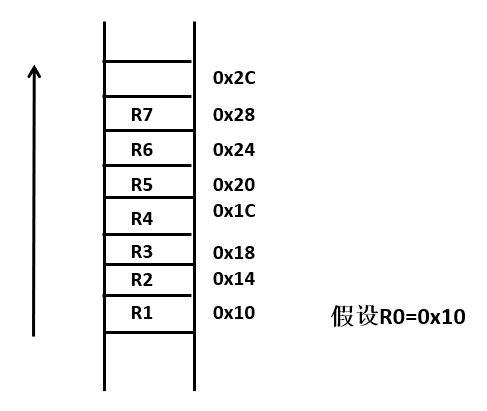 0x2C
R7 0x28
R6 0x24
R5 0x20
R4 0x1C
R3 0x18
R2 0x14
R1 0x10
假设R0=0x10